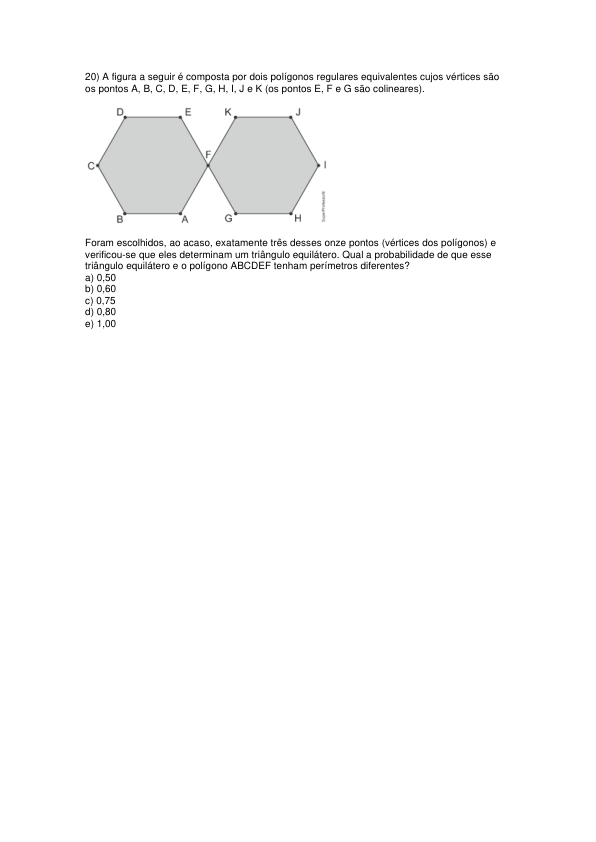 20) A figura a seguir é composta por dois polígonos regulares equivalentes cujos vértices são
os pontos A, B, C, D, E, F, G, H, I, J e K (os pontos E, F e G são colineares).
D E K J
F
C I
B A G H
SuperProfessor®
Foram escolhidos, ao acaso, exatamente três desses onze pontos (vértices dos polígonos) e
verificou-se que eles determinam um triângulo equilátero. Qual a probabilidade de que esse
triângulo equilátero e o polígono ABCDEF tenham perímetros diferentes?
a) 0,50
b) 0,60
c) 0,75
d) 0,80
e) 1,00